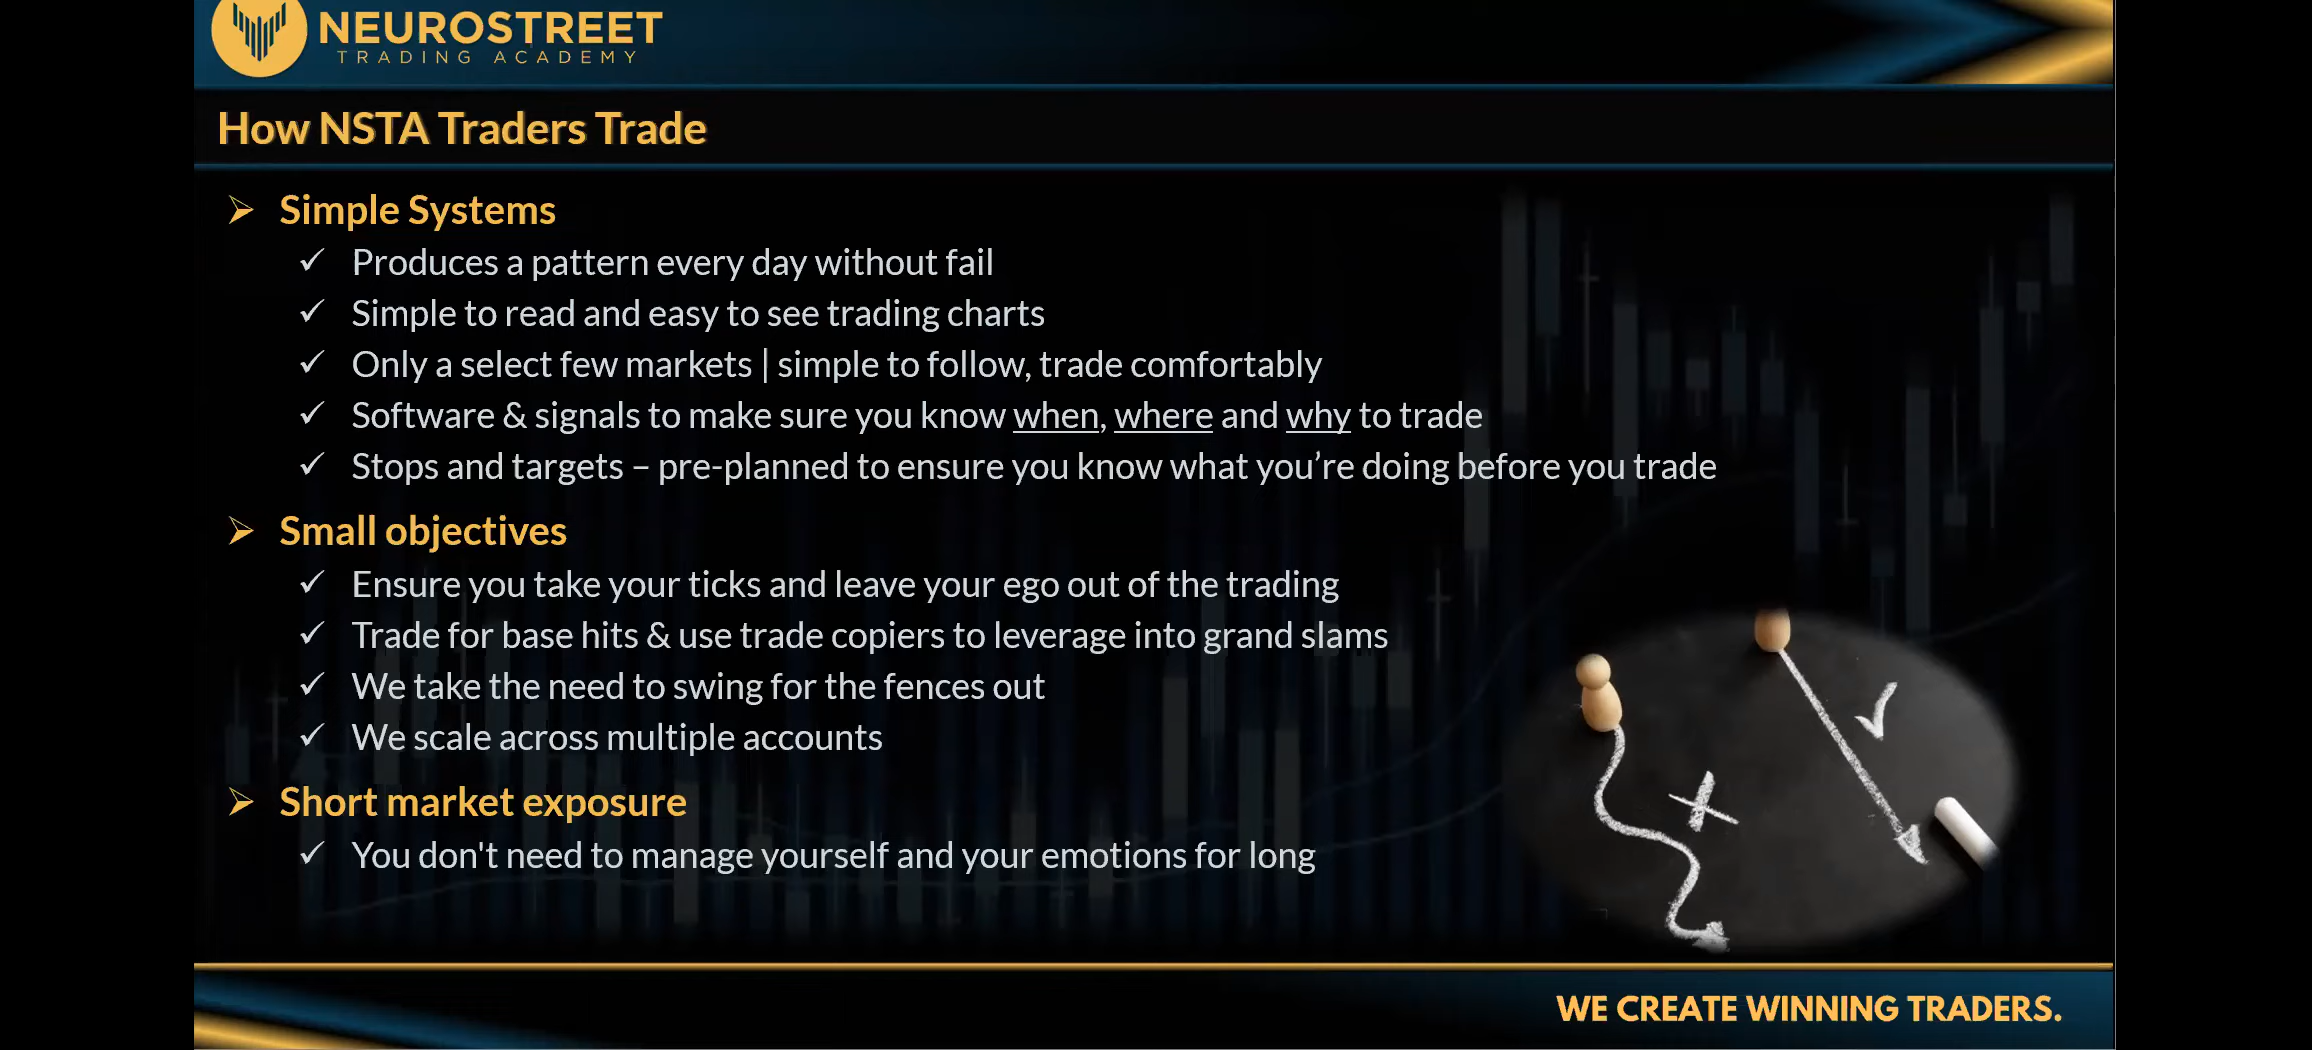 NEUROSTREET
TRADING ACADEMY
How NSTA Traders Trade
Simple Systems
Produces a pattern every day without fail
Simple to read and easy to see trading charts
Only a select few markets | simple to follow, trade comfortably
Software & signals to make sure you know when, where and why to trade
Stops and targets – pre-planned to ensure you know what you’re doing before you trade
Small objectives
Ensure you take your ticks and leave your ego out of the trading
Trade for base hits & use trade copiers to leverage into grand slams
We take the need to swing for the fences out
We scale across multiple accounts
Short market exposure
You don't need to manage yourself and your emotions for long
WE CREATE WINNING TRADERS.